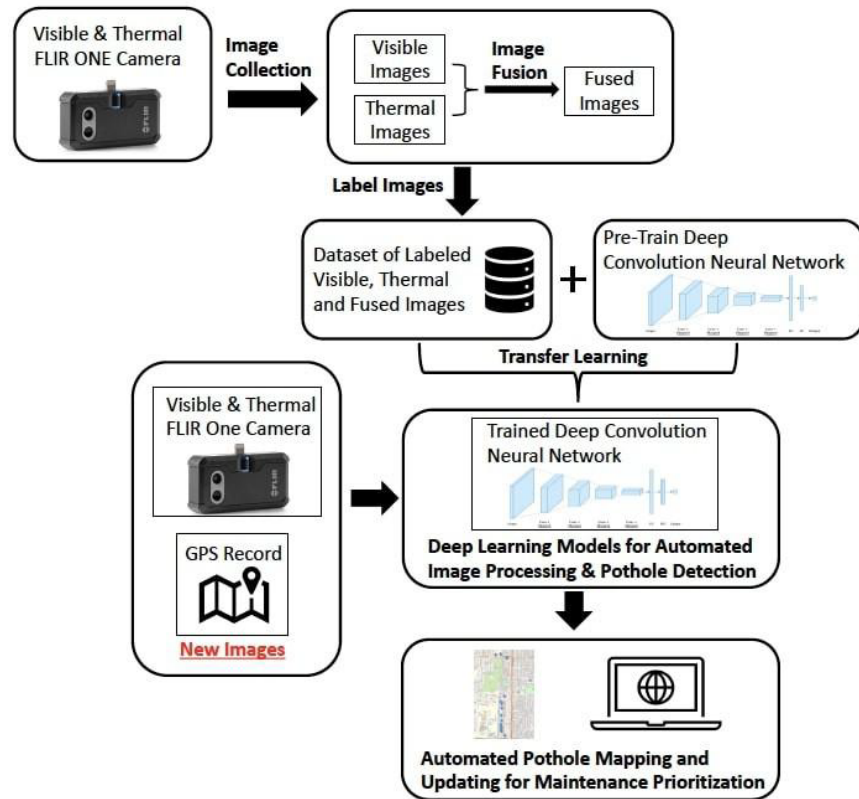 Visible & Thermal
FLIR ONE Camera
FLIR
Image
Collection
Visible
Images
Thermal
Images
Image
Fusion
Fused
Images
Label Images
Dataset of Labeled
Visible, Thermal
and Fused Images
+
Pre-Train Deep
Convolution Neural Network
Transfer Learning
Visible & Thermal
FLIR One Camera
FLIR
GPS Record
New Images
Trained Deep Convolution
Neural Network
Deep Learning Models for Automated
Image Processing & Pothole Detection
Automated Pothole Mapping and
Updating for Maintenance Prioritization